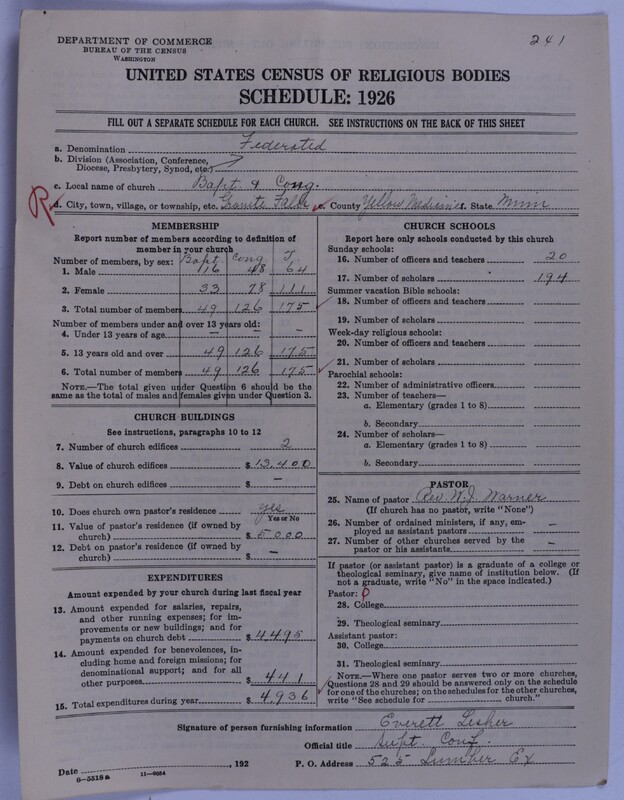 241
DEPARTMENT OF COMMERCE
BUREAU OF THE CENSUS
WASHINGTON
UNITED STATES CENSUS OF RELIGIOUS BODIES
SCHEDULE: 1926
FILL OUT A SEPARATE SCHEDULE FOR EACH CHURCH. SEE INSTRUCTIONS ON THE BACK OF THIS SHEET
a. Denomination Federated
b. Division (Association, Conference, Diocese, Presbytery, Synod, etc.)
c. Local name of church Bapt & Cong.
R d. City, town, village, or township, etc. Granite Falls e. County Yellow Medicine f. State Minn
MEMBERSHIP
Report number of members according to definition of
member in your church
Number of members, by sex: Bapt Cong T
1. Male 16 48 64
2. Female 33 78 111
3. Total number of members 49 126 175
Number of members under and over 13 years old:
4. Under 13 years of age – – –
5. 13 years old and over 49 126 175
6. Total number of members 49 126 175
NOTE.—The total given under Question 6 should be the
same as the total of males and females given under Question 3.
CHURCH BUILDINGS
See instructions, paragraphs 10 to 12
7. Number of church edifices 2
8. Value of church edifices $ 13,400
9. Debt on church edifices $ –
10. Does church own pastor's residence? yes
Yes or No
11. Value of pastor's residence (if owned by
church) $ 5000
12. Debt on pastor's residence (if owned by
church) $ –
EXPENDITURES
Amount expended by your church during last fiscal year
13. Amount expended for salaries, repairs,
and other running expenses; for im-
provements or new buildings; and for
payments on church debt $ 4495
14. Amount expended for benevolences, in-
cluding home and foreign missions; for
denominational support; and for all
other purposes $ 441
15. Total expenditures during year $ 4936
CHURCH SCHOOLS
Report here only schools conducted by this church
Sunday schools:
16. Number of officers and teachers 20
17. Number of scholars 194
Summer vacation Bible schools:
18. Number of officers and teachers
19. Number of scholars
Week-day religious schools:
20. Number of officers and teachers
21. Number of scholars
Parochial schools:
22. Number of administrative officers
23. Number of teachers—
a. Elementary (grades 1 to 8)
b. Secondary
24. Number of scholars—
a. Elementary (grades 1 to 8)
b. Secondary
PASTOR
25. Name of pastor Rev. N. J. Warner
(If church has no pastor, write "None")
26. Number of ordained ministers, if any, em-
ployed as assistant pastors –
27. Number of other churches served by the
pastor or his assistants –
If pastor (or assistant pastor) is a graduate of a college or
theological seminary, give name of institution below. (If
not a graduate, write "No" in the space indicated.)
Pastor:
28. College
29. Theological seminary
Assistant pastor:
30. College
31. Theological seminary
NOTE.—Where one pastor serves two or more churches,
Questions 28 and 29 should be answered only on the schedule
for one of the churches; on the schedules for the other churches,
write "See schedule for church."
Signature of person furnishing information Everett Lesher
Official title Supt. Conf.
Date , 192 P. O. Address 525 Lumber Ex
6-5518a 11-9054